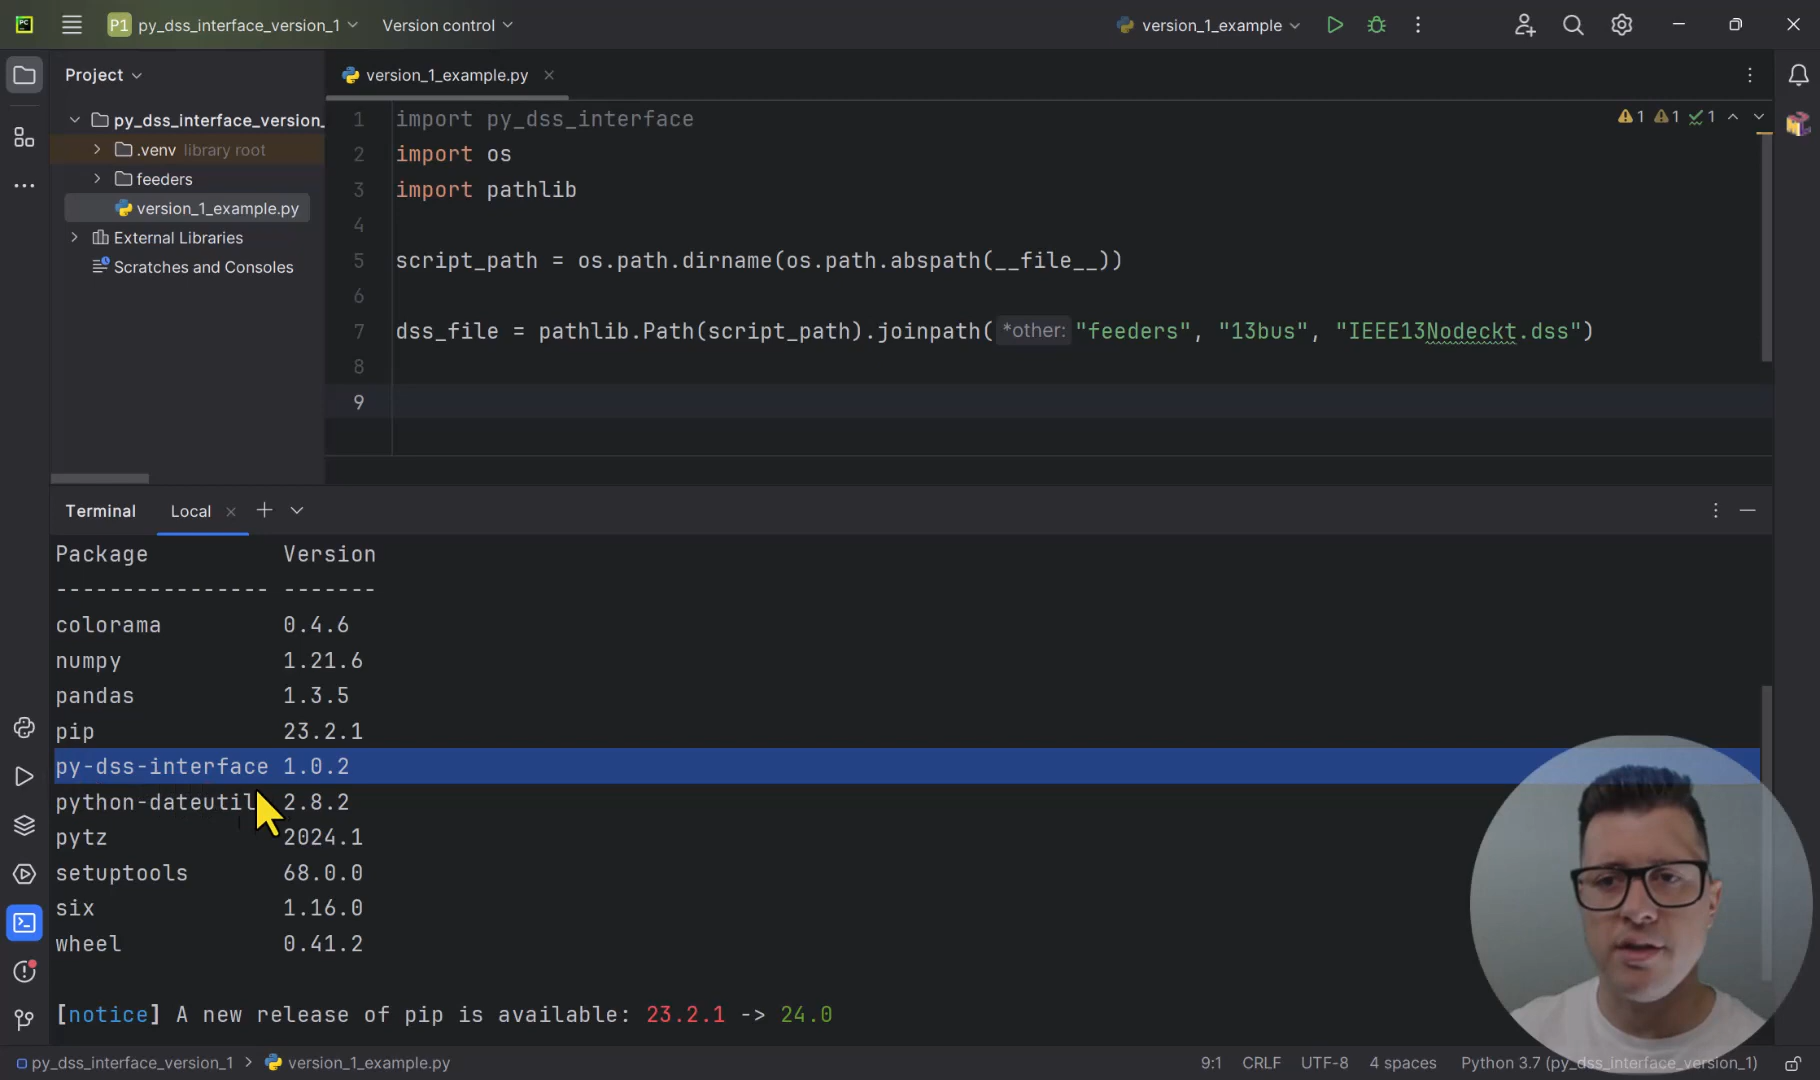 P1 py_dss_interface_version_1 Version control version_1_example
Project
version_1_example.py
py_dss_interface_version_
.venv library root
feeders
version_1_example.py
External Libraries
Scratches and Consoles
1 1 1
1 import py_dss_interface
2 import os
3 import pathlib
4
5 script_path = os.path.dirname(os.path.abspath(__file__))
6
7 dss_file = pathlib.Path(script_path).joinpath(*other: "feeders", "13bus", "IEEE13Nodeckt.dss")
8
9
Terminal Local
Package Version
---------------- -------
colorama 0.4.6
numpy 1.21.6
pandas 1.3.5
pip 23.2.1
py-dss-interface 1.0.2
python-dateutil 2.8.2
pytz 2024.1
setuptools 68.0.0
six 1.16.0
wheel 0.41.2
[notice] A new release of pip is available: 23.2.1 -> 24.0
py_dss_interface_version_1 > version_1_example.py 9:1 CRLF UTF-8 4 spaces Python 3.7 (py_dss_interface_version_1)